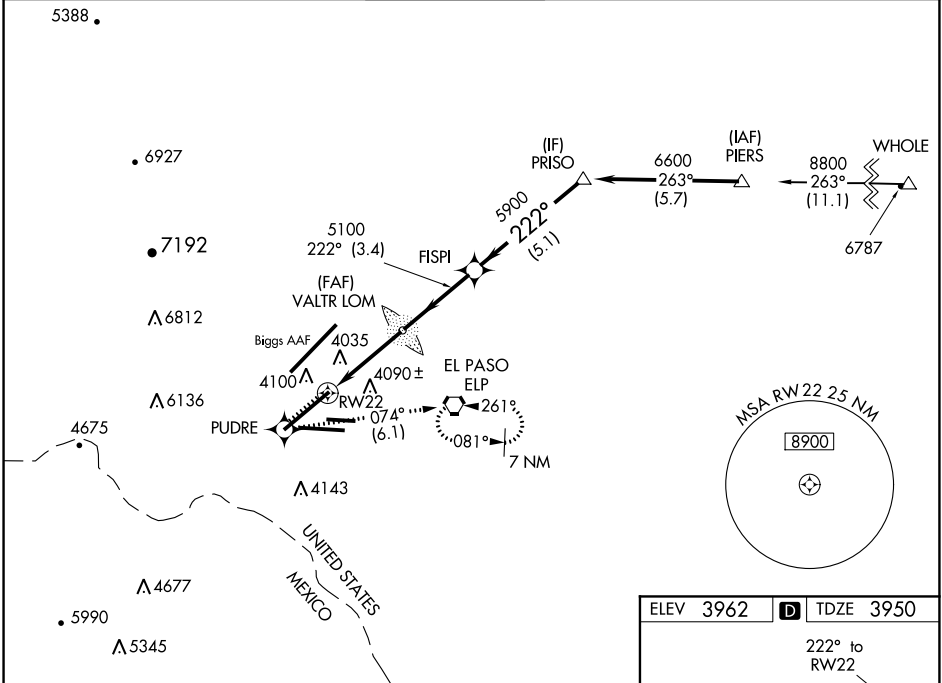 5388
6927
(IF)
PRISO
6600
263°
(5.7)
(IAF)
PIERS
8800
263°
(11.1)
WHOLE
6787
5900
222°
(5.1)
5100
222° (3.4)
FISPI
7192
(FAF)
VALTR LOM
6812
Biggs AAF
4035
4100
4090±
6136
RW22
EL PASO
ELP
074°
(6.1)
261°
081°
7 NM
PUDRE
4675
4143
MSA RW22 25 NM
8900
UNITED STATES
MEXICO
4677
5990
5345
ELEV 3962 D TDZE 3950
222° to
RW22